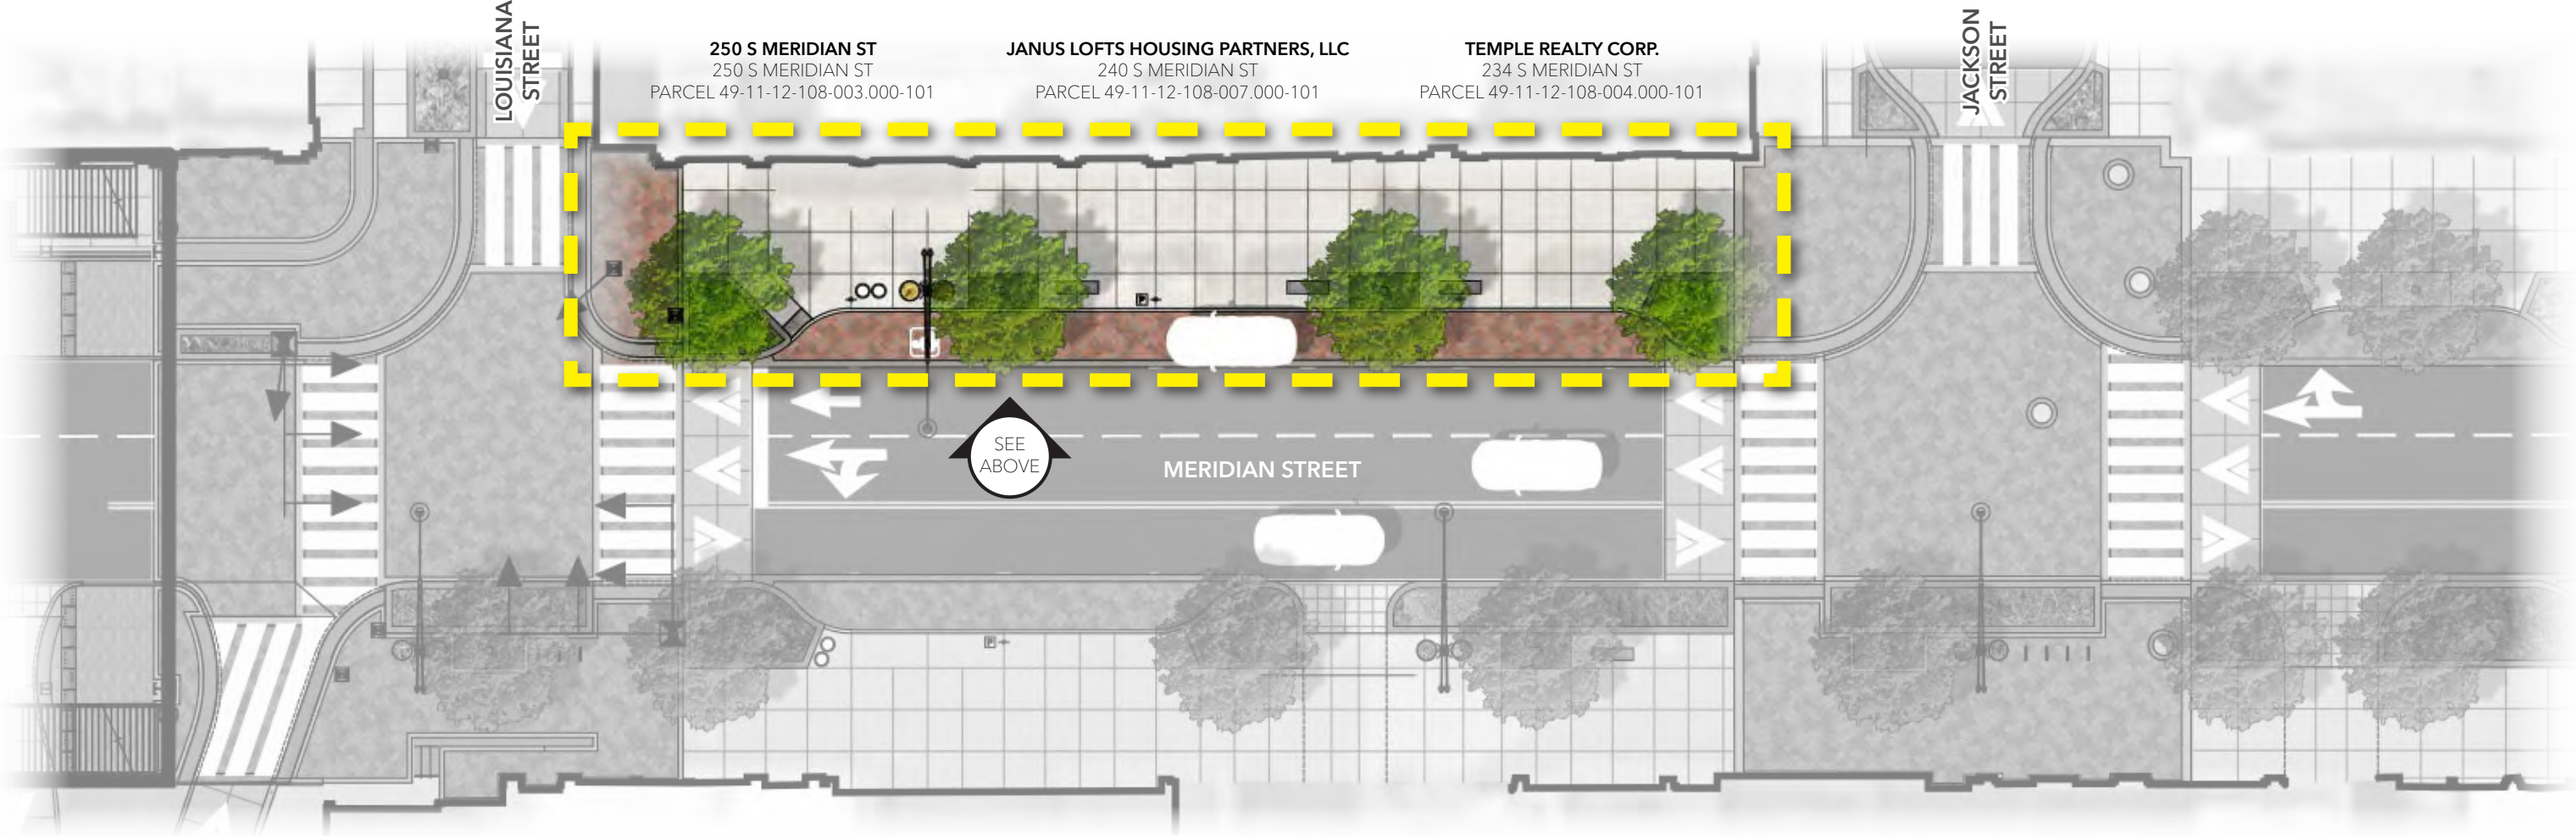 LOUISIANA
STREET
250 S MERIDIAN ST
250 S MERIDIAN ST
PARCEL 49-11-12-108-003.000-101
JANUS LOFTS HOUSING PARTNERS, LLC
240 S MERIDIAN ST
PARCEL 49-11-12-108-007.000-101
TEMPLE REALTY CORP.
234 S MERIDIAN ST
PARCEL 49-11-12-108-004.000-101
JACKSON
STREET
P
SEE
ABOVE
MERIDIAN STREET
P